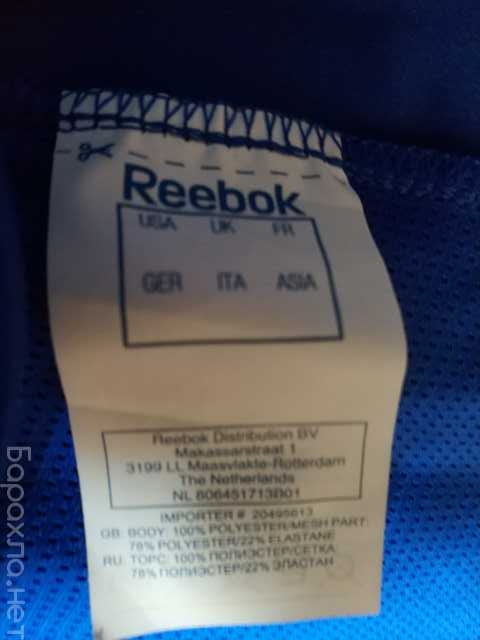 Reebok
USA UK FR
GER ITA ASIA
Reebok Distribution BV
Makassarstraat 1
3199 LL Maasvlakte-Rotterdam
The Netherlands
NL 806451713B01
IMPORTER # 20495613
GB: BODY: 100% POLYESTER/MESH PART:
78% POLYESTER/22% ELASTANE
RU: ТОРС: 100% ПОЛИЭСТЕР/СЕТКА
78% ПОЛИЭСТЕР/22% ЭЛАСТАН
Барохло.нет